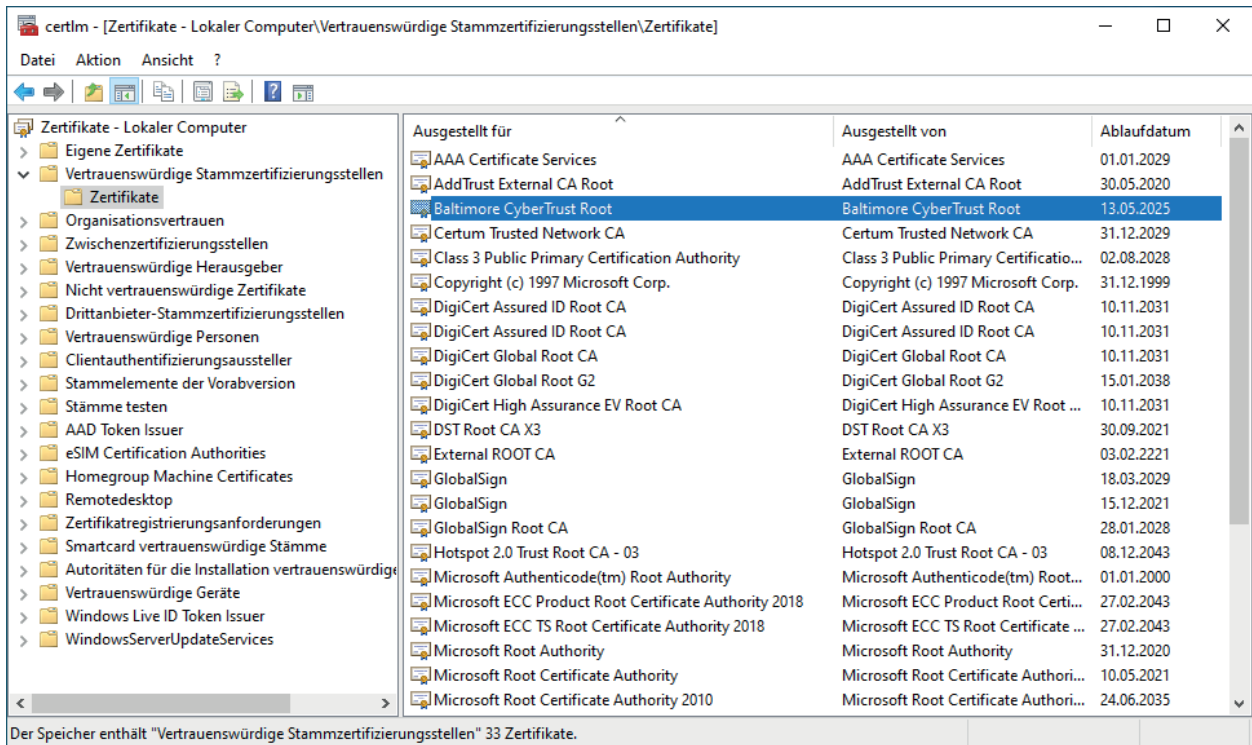 certlm - [Zertifikate - Lokaler Computer\Vertrauenswürdige Stammzertifizierungsstellen\Zertifikate]
Datei Aktion Ansicht ?
Zertifikate - Lokaler Computer
Eigene Zertifikate
Vertrauenswürdige Stammzertifizierungsstellen
Zertifikate
Organisationsvertrauen
Zwischenzertifizierungsstellen
Vertrauenswürdige Herausgeber
Nicht vertrauenswürdige Zertifikate
Drittanbieter-Stammzertifizierungsstellen
Vertrauenswürdige Personen
Clientauthentifizierungsaussteller
Stammelemente der Vorabversion
Stämme testen
AAD Token Issuer
eSIM Certification Authorities
Homegroup Machine Certificates
Remotedesktop
Zertifikatregistrierungsanforderungen
Smartcard vertrauenswürdige Stämme
Autoritäten für die Installation vertrauenswürdige
Vertrauenswürdige Geräte
Windows Live ID Token Issuer
WindowsServerUpdateServices
Ausgestellt für Ausgestellt von Ablaufdatum
AAA Certificate Services AAA Certificate Services 01.01.2029
AddTrust External CA Root AddTrust External CA Root 30.05.2020
Baltimore CyberTrust Root Baltimore CyberTrust Root 13.05.2025
Certum Trusted Network CA Certum Trusted Network CA 31.12.2029
Class 3 Public Primary Certification Authority Class 3 Public Primary Certificatio... 02.08.2028
Copyright (c) 1997 Microsoft Corp. Copyright (c) 1997 Microsoft Corp. 31.12.1999
DigiCert Assured ID Root CA DigiCert Assured ID Root CA 10.11.2031
DigiCert Assured ID Root CA DigiCert Assured ID Root CA 10.11.2031
DigiCert Global Root CA DigiCert Global Root CA 10.11.2031
DigiCert Global Root G2 DigiCert Global Root G2 15.01.2038
DigiCert High Assurance EV Root CA DigiCert High Assurance EV Root ... 10.11.2031
DST Root CA X3 DST Root CA X3 30.09.2021
External ROOT CA External ROOT CA 03.02.2221
GlobalSign GlobalSign 18.03.2029
GlobalSign GlobalSign 15.12.2021
GlobalSign Root CA GlobalSign Root CA 28.01.2028
Hotspot 2.0 Trust Root CA - 03 Hotspot 2.0 Trust Root CA - 03 08.12.2043
Microsoft Authenticode(tm) Root Authority Microsoft Authenticode(tm) Root... 01.01.2000
Microsoft ECC Product Root Certificate Authority 2018 Microsoft ECC Product Root Certi... 27.02.2043
Microsoft ECC TS Root Certificate Authority 2018 Microsoft ECC TS Root Certificate ... 27.02.2043
Microsoft Root Authority Microsoft Root Authority 31.12.2020
Microsoft Root Certificate Authority Microsoft Root Certificate Authori... 10.05.2021
Microsoft Root Certificate Authority 2010 Microsoft Root Certificate Authori... 24.06.2035
Der Speicher enthält "Vertrauenswürdige Stammzertifizierungsstellen" 33 Zertifikate.